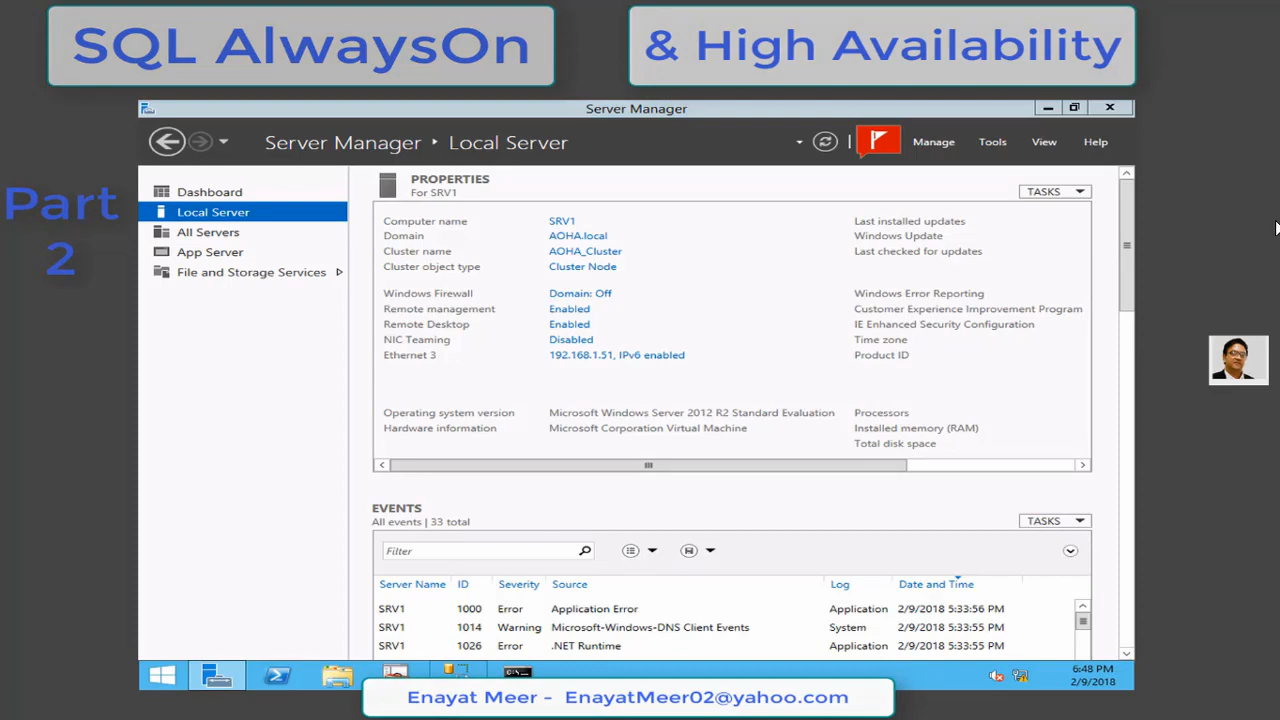 SQL AlwaysOn
& High Availability
Part
2
Server Manager
Server Manager • Local Server
Manage Tools View Help
Dashboard
Local Server
All Servers
App Server
File and Storage Services
PROPERTIES
For SRV1
TASKS
Computer name SRV1 Last installed updates
Domain AOHA.local Windows Update
Cluster name AOHA_Cluster Last checked for updates
Cluster object type Cluster Node
Windows Firewall Domain: Off Windows Error Reporting
Remote management Enabled Customer Experience Improvement Program
Remote Desktop Enabled IE Enhanced Security Configuration
NIC Teaming Disabled Time zone
Ethernet 3 192.168.1.51, IPv6 enabled Product ID
Operating system version Microsoft Windows Server 2012 R2 Standard Evaluation Processors
Hardware information Microsoft Corporation Virtual Machine Installed memory (RAM)
Total disk space
EVENTS
All events | 33 total
TASKS
Filter
Server Name ID Severity Source Log Date and Time
SRV1 1000 Error Application Error Application 2/9/2018 5:33:56 PM
SRV1 1014 Warning Microsoft-Windows-DNS Client Events System 2/9/2018 5:33:55 PM
SRV1 1026 Error .NET Runtime Application 2/9/2018 5:33:55 PM
6:48 PM
2/9/2018
Enayat Meer - EnayatMeer02@yahoo.com